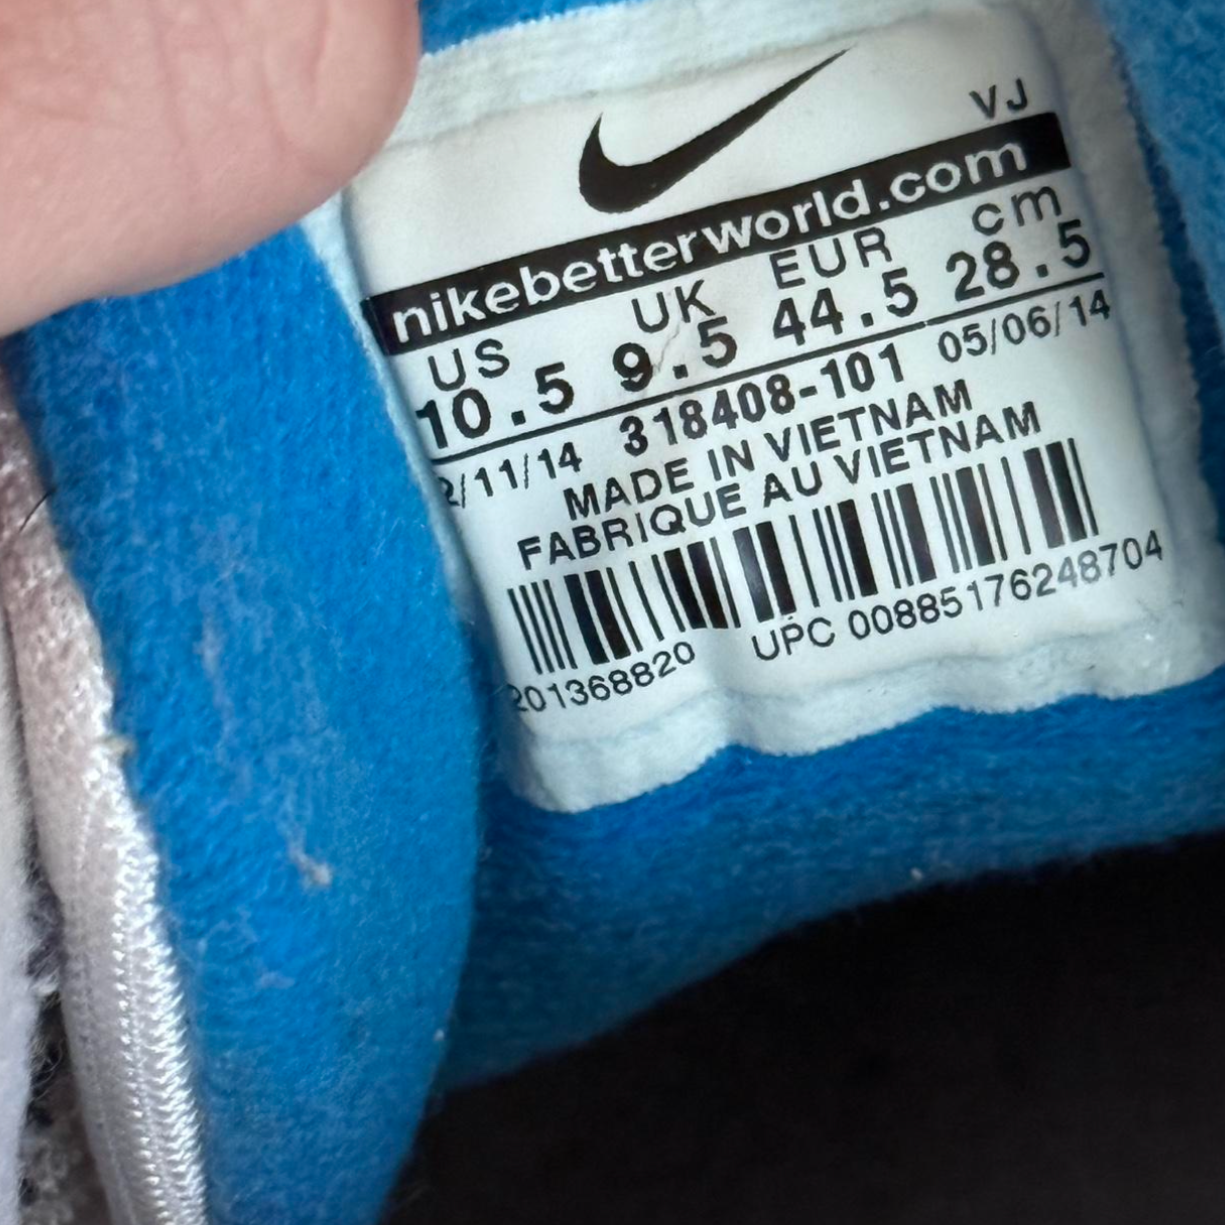 VJ
nikebetterworld.com
US UK EUR cm
10.5 9.5 44.5 28.5
2/11/14 318408-101 05/06/14
MADE IN VIETNAM
FABRIQUE AU VIETNAM
201368820 UPC 00885176248704